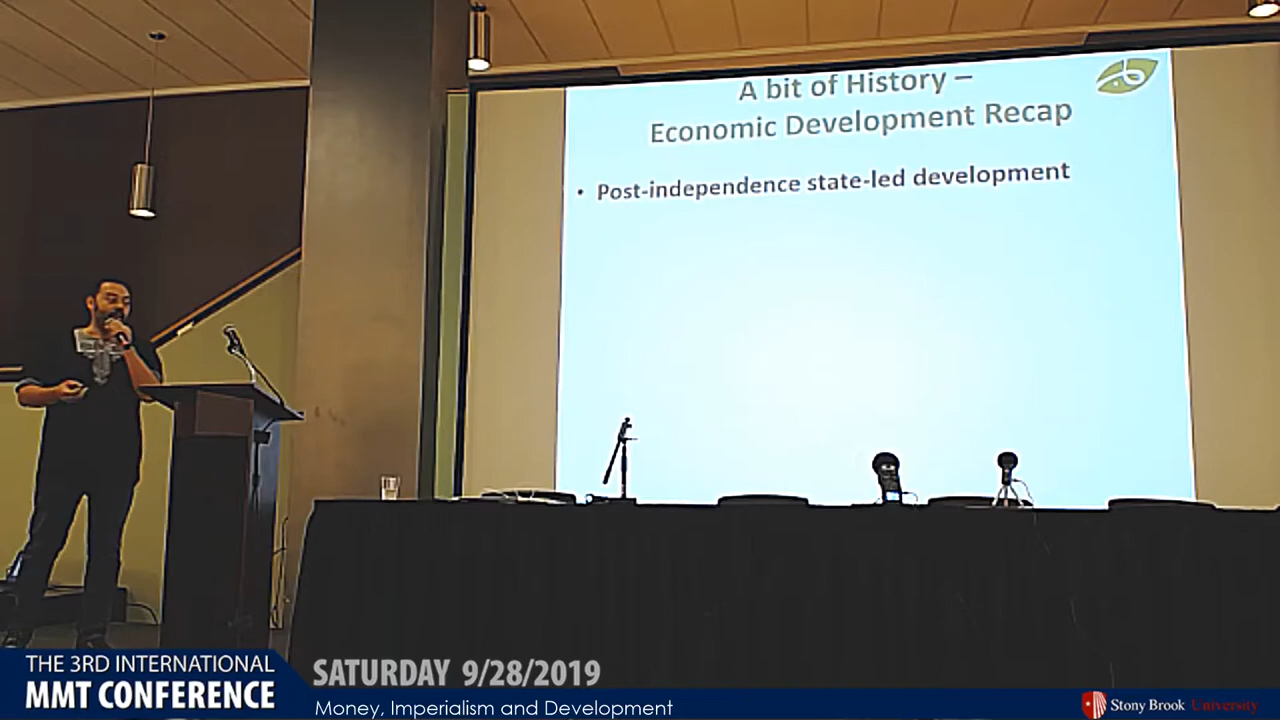 A bit of History –
Economic Development Recap
• Post-independence state-led development
THE 3RD INTERNATIONAL
MMT CONFERENCE
SATURDAY 9/28/2019
Money, Imperialism and Development
Stony Brook University